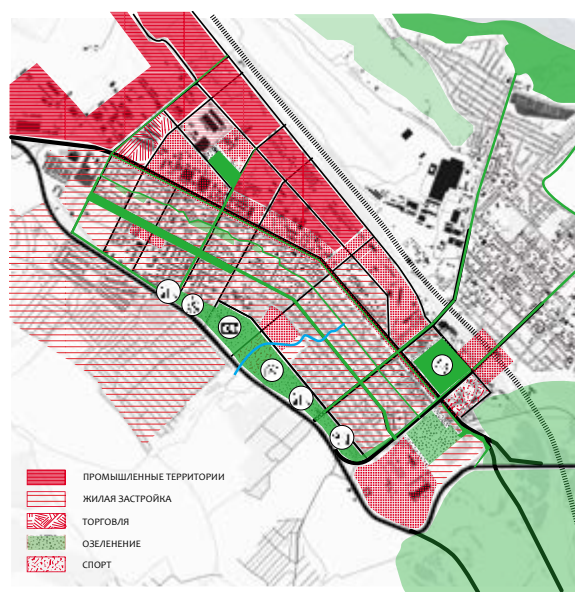 ПРОМЫШЛЕННЫЕ ТЕРРИТОРИИ
ЖИЛАЯ ЗАСТРОЙКА
ТОРГОВЛЯ
ОЗЕЛЕНЕНИЕ
СПОРТ